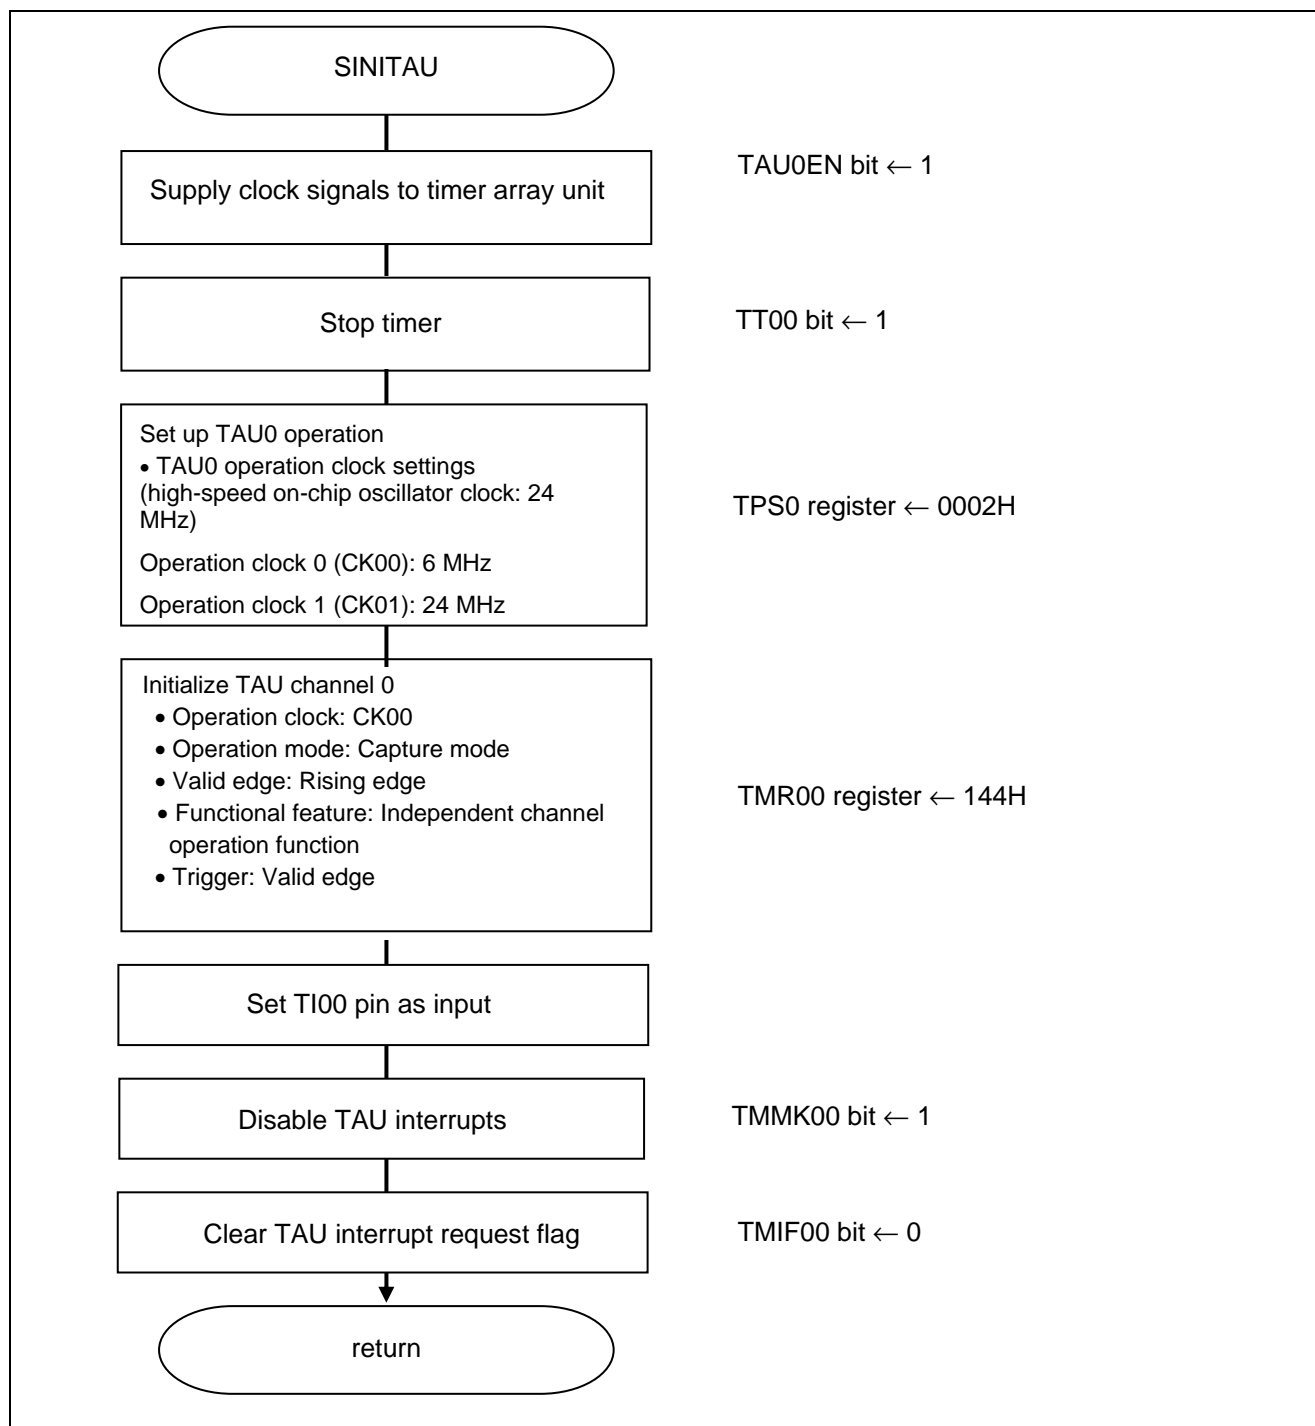 SINITAU
Supply clock signals to timer array unit
TAU0EN bit ← 1
Stop timer
TT00 bit ← 1
Set up TAU0 operation
• TAU0 operation clock settings
(high-speed on-chip oscillator clock: 24
MHz)
Operation clock 0 (CK00): 6 MHz
Operation clock 1 (CK01): 24 MHz
TPS0 register ← 0002H
Initialize TAU channel 0
• Operation clock: CK00
• Operation mode: Capture mode
• Valid edge: Rising edge
• Functional feature: Independent channel
operation function
• Trigger: Valid edge
TMR00 register ← 144H
Set TI00 pin as input
Disable TAU interrupts
TMMK00 bit ← 1
Clear TAU interrupt request flag
TMIF00 bit ← 0
return